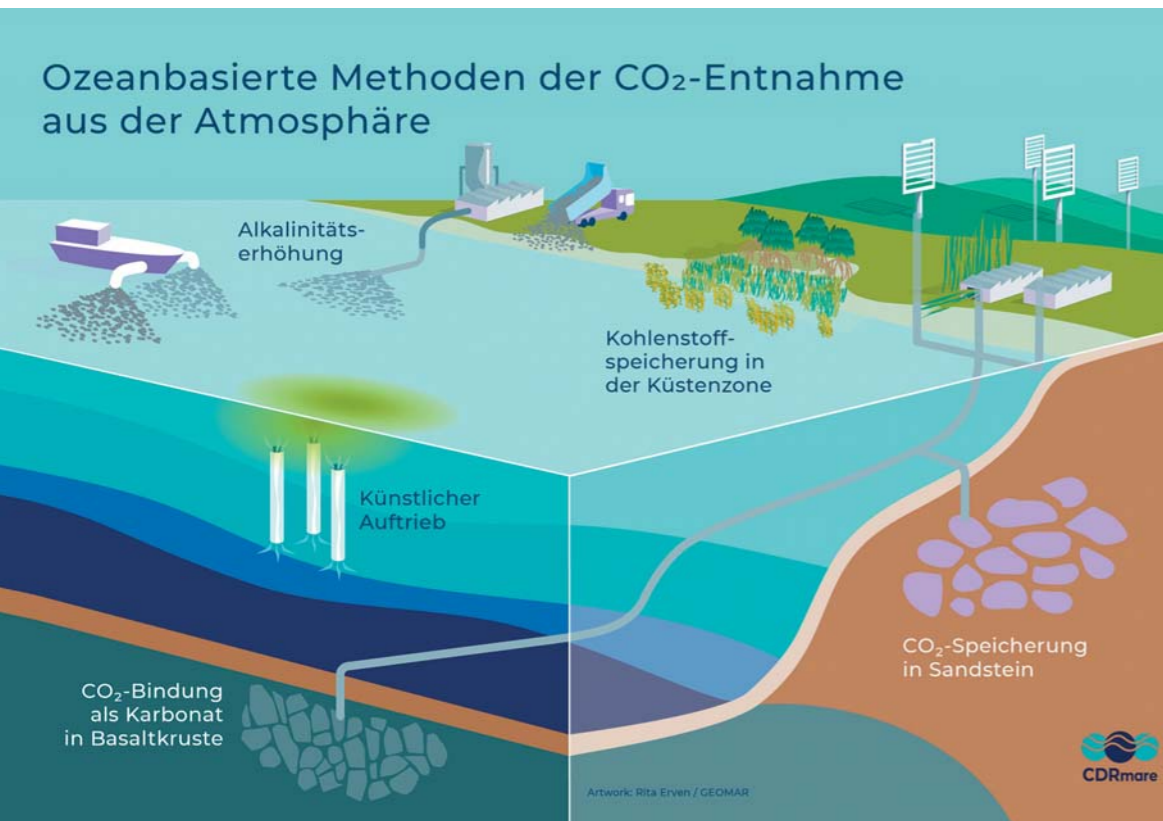 Ozeanbasierte Methoden der CO₂-Entnahme
aus der Atmosphäre
Alkalinitäts-
erhöhung
Kohlenstoff-
speicherung in
der Küstenzone
Künstlicher
Auftrieb
CO₂-Speicherung
in Sandstein
CO₂-Bindung
als Karbonat
in Basaltkruste
CDRmare
Artwork: Rita Erven / GEOMAR